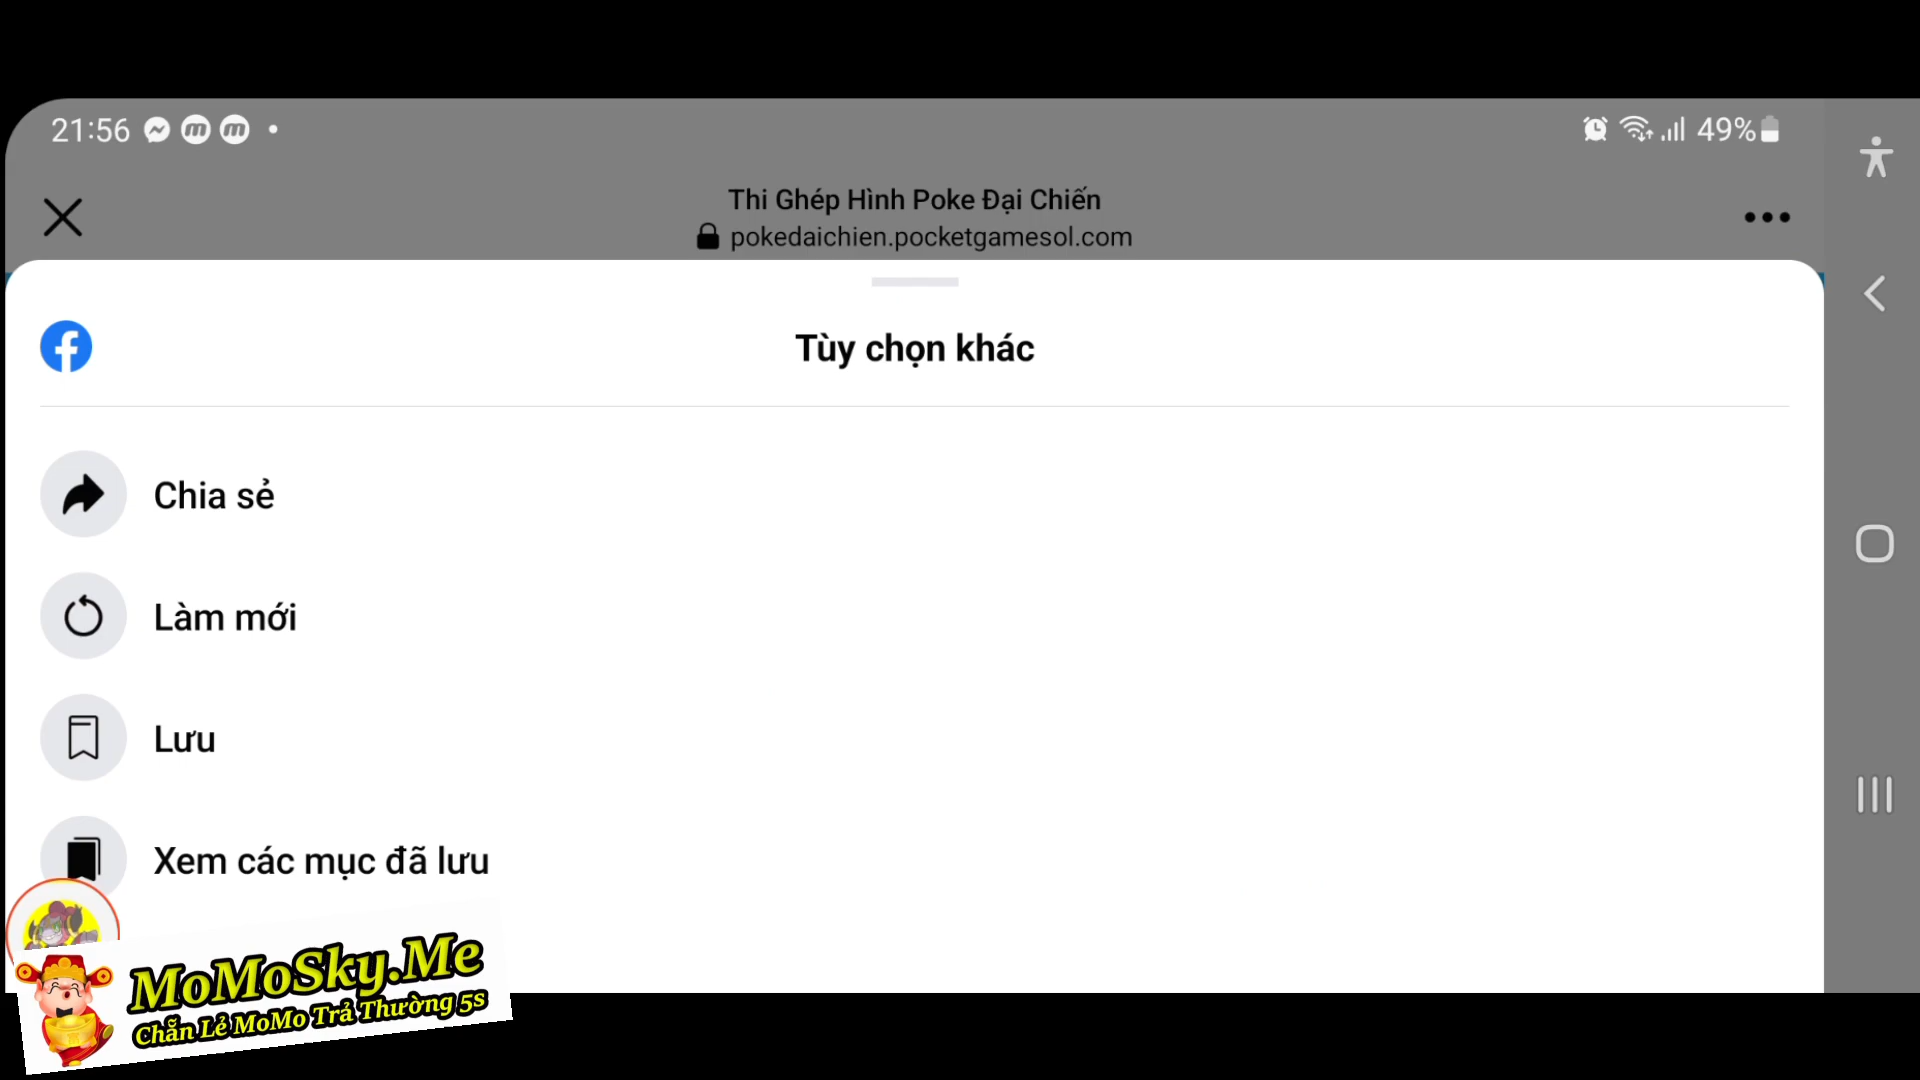 21:56
49%
Thi Ghép Hình Poke Đại Chiến
pokedaichien.pocketgamesol.com
Tùy chọn khác
Chia sẻ
Làm mới
Lưu
Xem các mục đã lưu
MoMoSky.Me
Chẵn Lẻ MoMo Trả Thường 5s